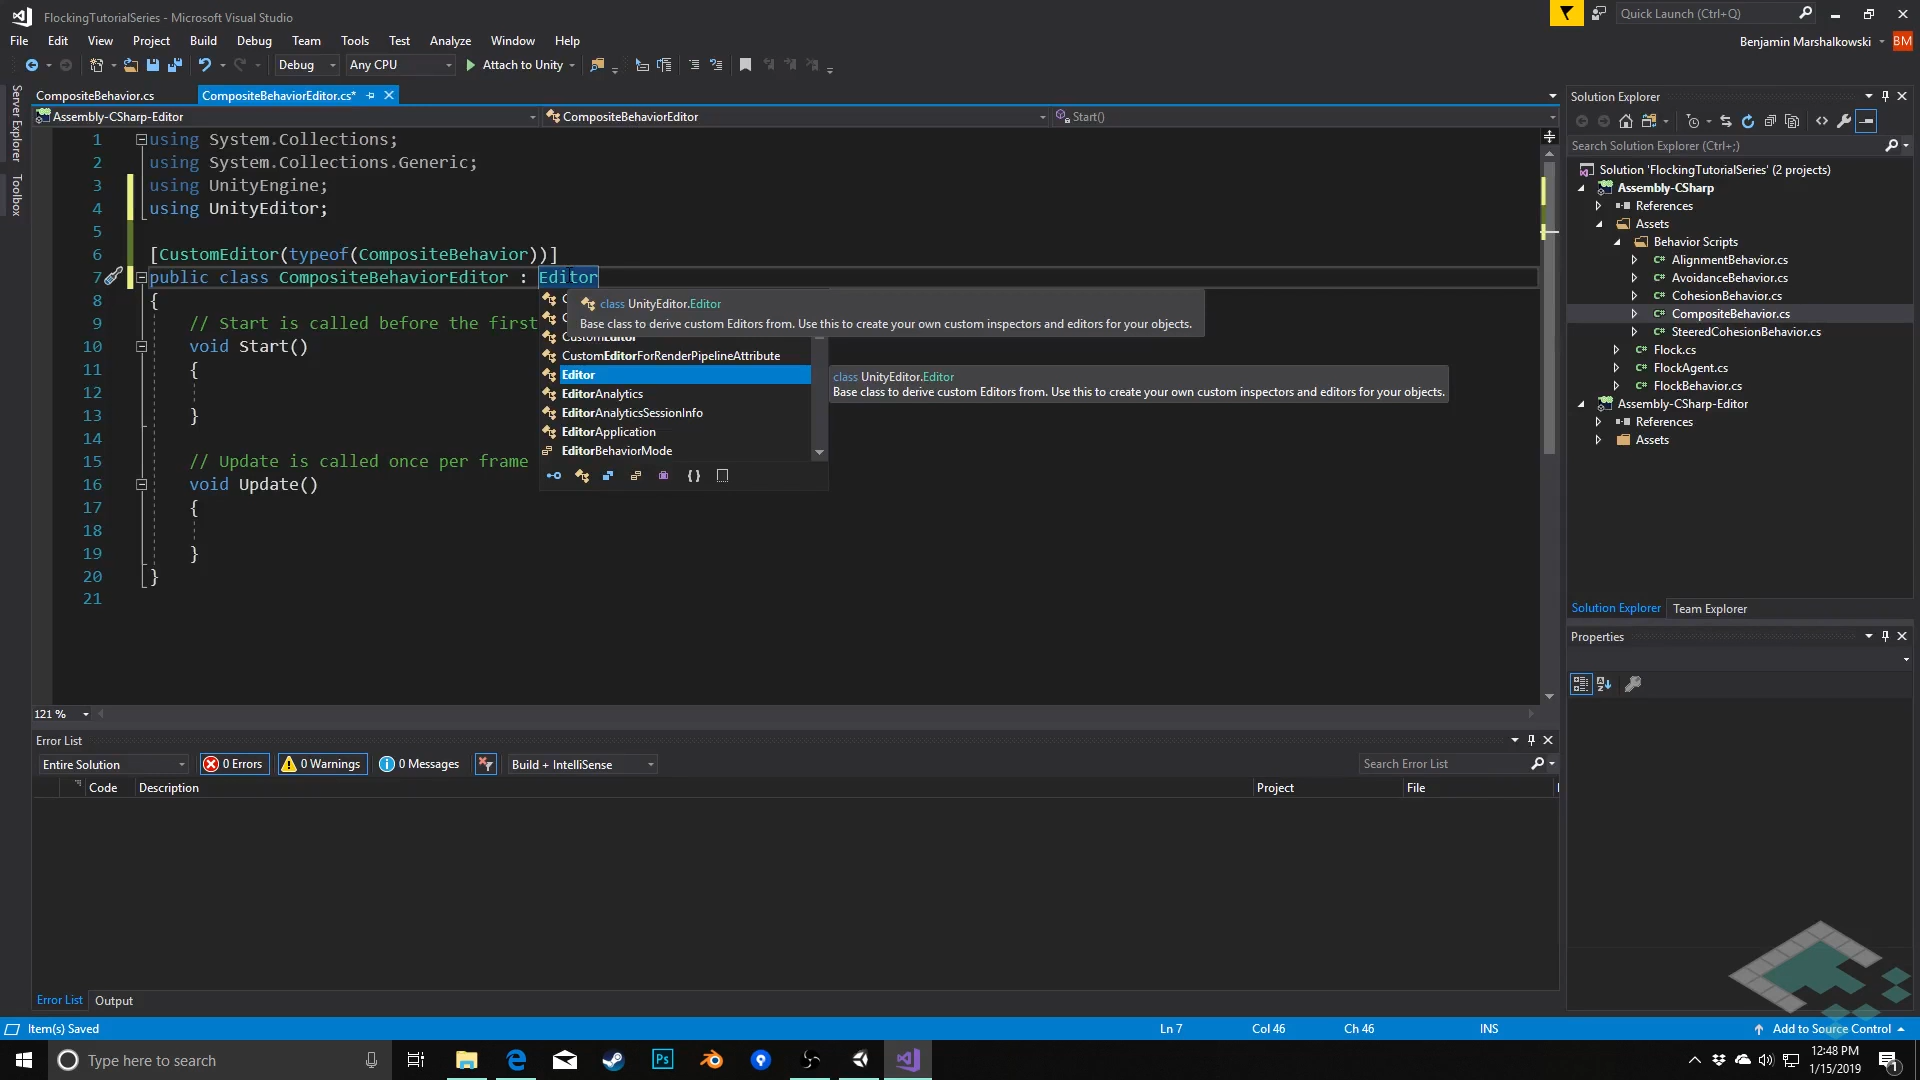 FlockingTutorialSeries - Microsoft Visual Studio
Quick Launch (Ctrl+Q)
File Edit View Project Build Debug Team Tools Test Analyze Window Help
Benjamin Marshalkowski BM
Debug Any CPU Attach to Unity
Server Explorer
Toolbox
CompositeBehavior.cs CompositeBehaviorEditor.cs*
Assembly-CSharp-Editor CompositeBehaviorEditor Start()
1 using System.Collections;
2 using System.Collections.Generic;
3 using UnityEngine;
4 using UnityEditor;
5
6 [CustomEditor(typeof(CompositeBehavior))]
7 public class CompositeBehaviorEditor : Editor
8 {
9 // Start is called before the first
10 void Start()
11 {
12
13 }
14
15 // Update is called once per frame
16 void Update()
17 {
18
19 }
20 }
21
class UnityEditor.Editor
Base class to derive custom Editors from. Use this to create your own custom inspectors and editors for your objects.
CustomEditor
CustomEditorForRenderPipelineAttribute
Editor
EditorAnalytics
EditorAnalyticsSessionInfo
EditorApplication
EditorBehaviorMode
class UnityEditor.Editor
Base class to derive custom Editors from. Use this to create your own custom inspectors and editors for your objects.
121 %
Solution Explorer
Search Solution Explorer (Ctrl+;)
Solution 'FlockingTutorialSeries' (2 projects)
Assembly-CSharp
References
Assets
Behavior Scripts
C# AlignmentBehavior.cs
C# AvoidanceBehavior.cs
C# CohesionBehavior.cs
C# CompositeBehavior.cs
C# SteeredCohesionBehavior.cs
C# Flock.cs
C# FlockAgent.cs
C# FlockBehavior.cs
Assembly-CSharp-Editor
References
Assets
Solution Explorer Team Explorer
Properties
Error List
Entire Solution 0 Errors 0 Warnings 0 Messages Build + IntelliSense Search Error List
Code Description Project File
Error List Output
Item(s) Saved Ln 7 Col 46 Ch 46 INS Add to Source Control
Type here to search
Ps
12:48 PM
1/15/2019
1